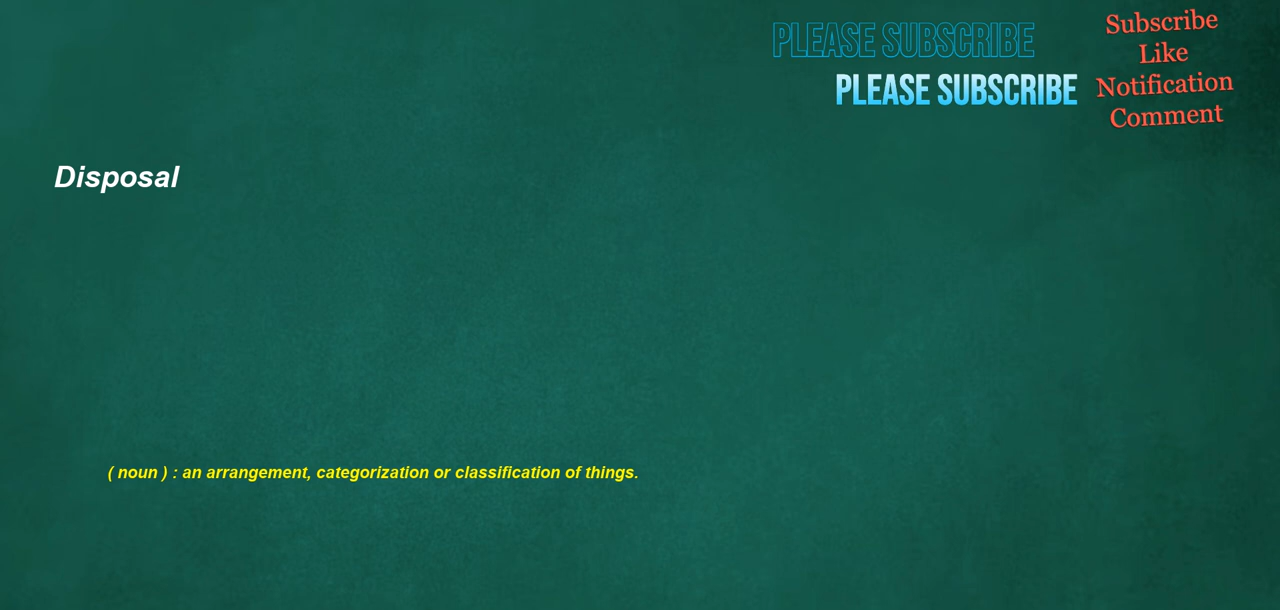 PLEASE SUBSCRIBE
PLEASE SUBSCRIBE
Subscribe
Like
Notification
Comment
Disposal
( noun ) : an arrangement, categorization or classification of things.